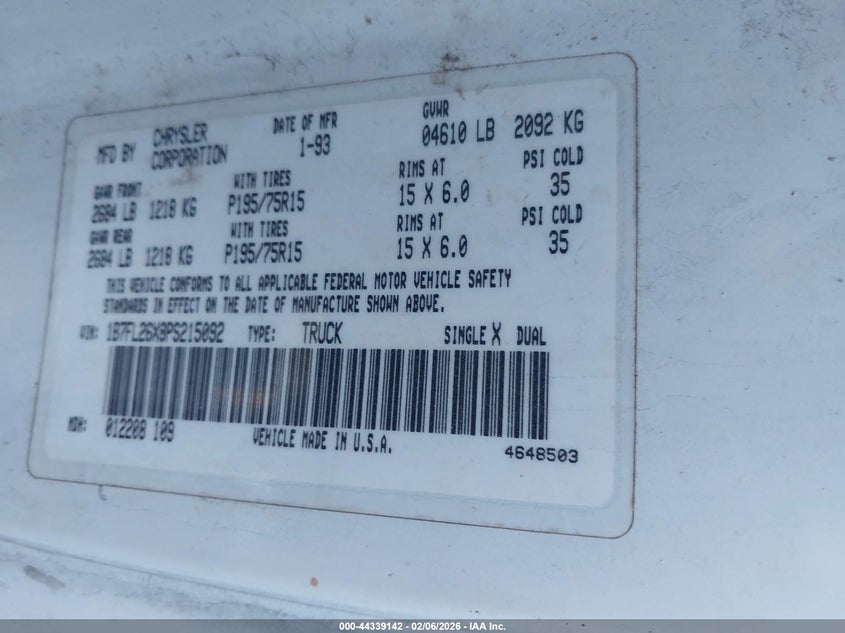 MFD BY CHRYSLER CORPORATION DATE OF MFR 1-93 GVWR 04610 LB 2092 KG
GAWR FRONT WITH TIRES RIMS AT PSI COLD
2684 LB 1218 KG P195/75R15 15 X 6.0 35
GAWR REAR WITH TIRES RIMS AT PSI COLD
2684 LB 1218 KG P195/75R15 15 X 6.0 35
THIS VEHICLE CONFORMS TO ALL APPLICABLE FEDERAL MOTOR VEHICLE SAFETY
STANDARDS IN EFFECT ON THE DATE OF MANUFACTURE SHOWN ABOVE.
VIN: 1B7FL26X9PS215092 TYPE: TRUCK SINGLE X DUAL
MDH: 012208 109
VEHICLE MADE IN U.S.A.
4648503
000-44339142 - 02/06/2026 - IAA Inc.